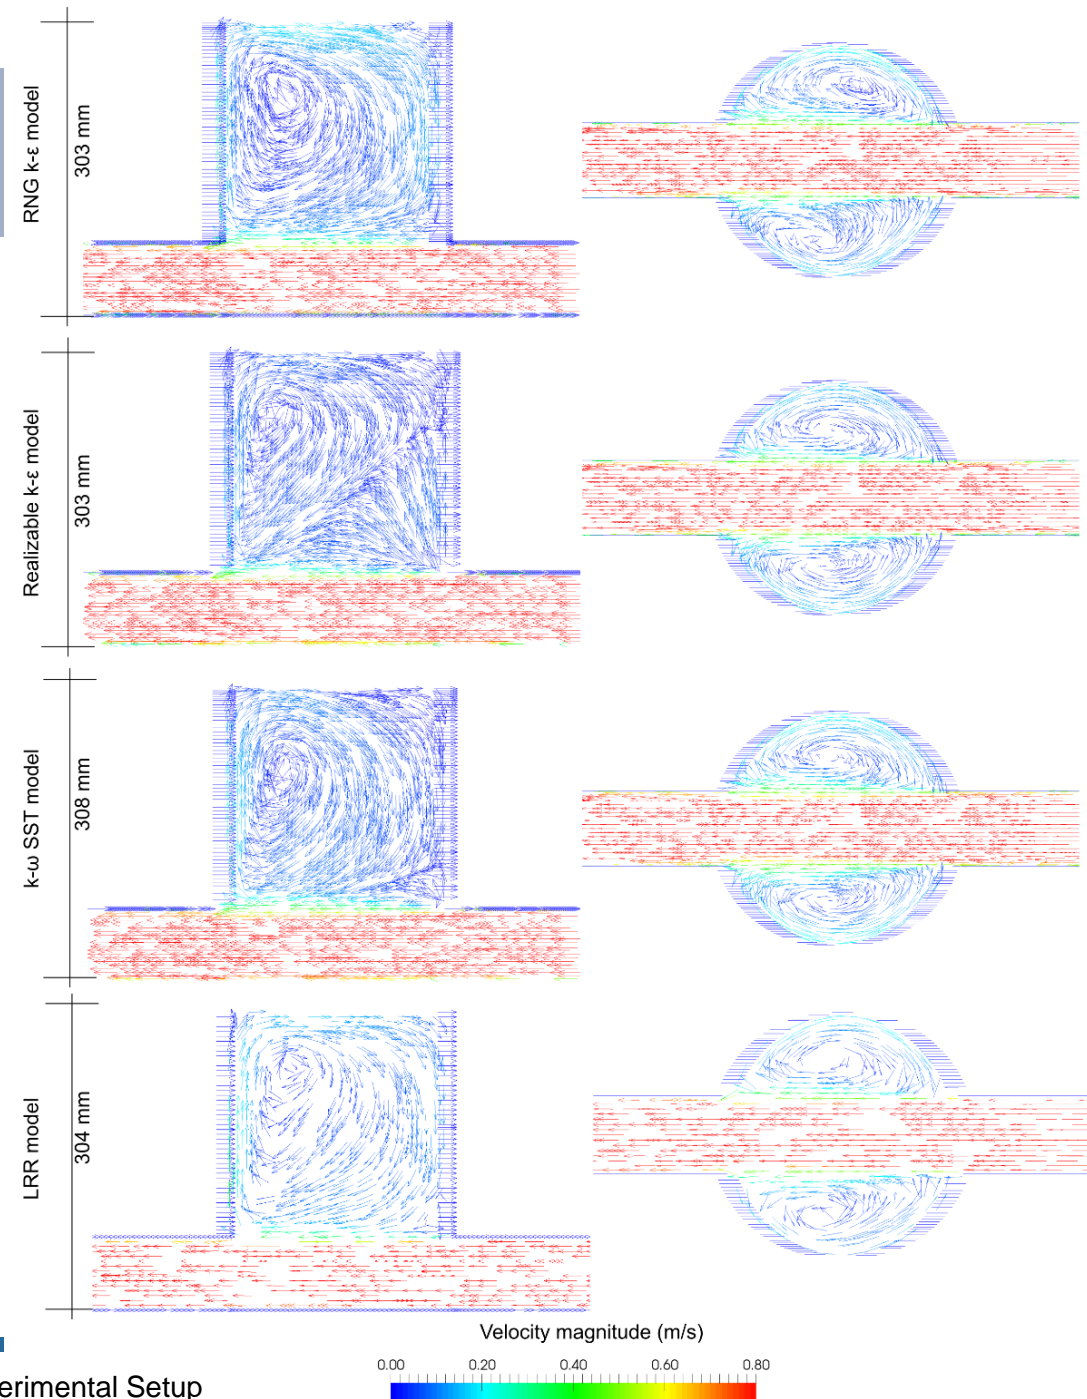 RNG k-ε model
303 mm
Realizable k-ε model
303 mm
k-ω SST model
308 mm
LRR model
304 mm
Velocity magnitude (m/s)
0.00 0.20 0.40 0.60 0.80
erimental Setup